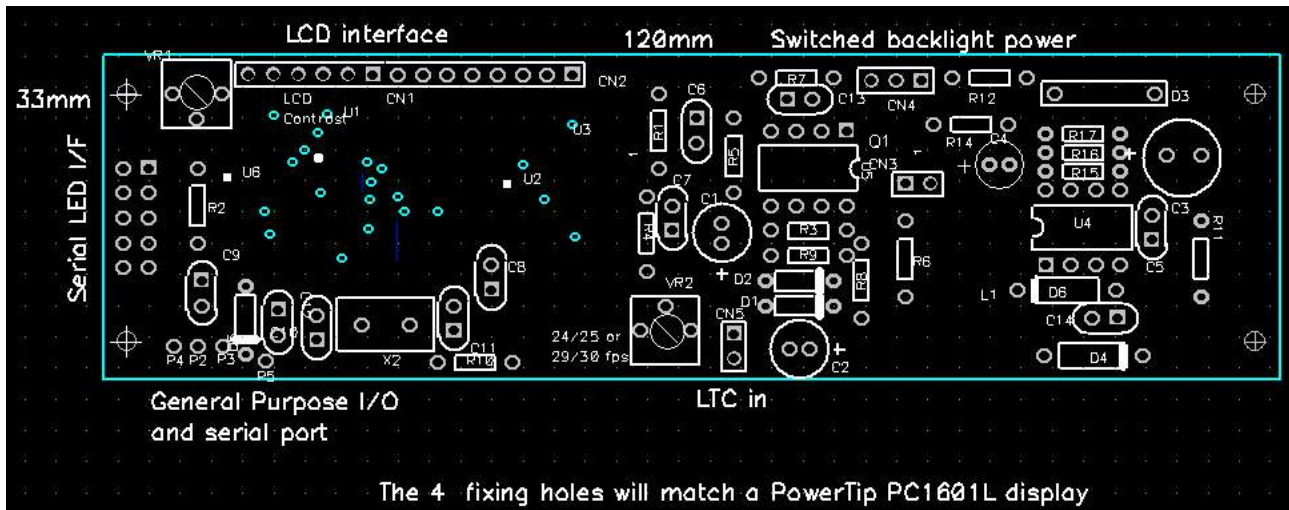 LCD interface
120mm
Switched backlight power
33mm
VR1
LCD
Contrast
CN1
CN2
U1
U3
U6
U2
R2
C9
Serial LED I/F
P4 P2 P3
P5
X2
C8
C11
R10
24/25 or
29/30 fps
VR2
R1
C6
R5
C7
R4
C1
R7
C13
CN4
R12
D3
Q1
CN3
R14
C4
R17
R16
R15
R3
R9
D2
D1
R8
R6
CN5
C2
U4
C3
C5
R11
L1
D6
C14
D4
General Purpose I/O
and serial port
LTC in
The 4 fixing holes will match a PowerTip PC1601L display